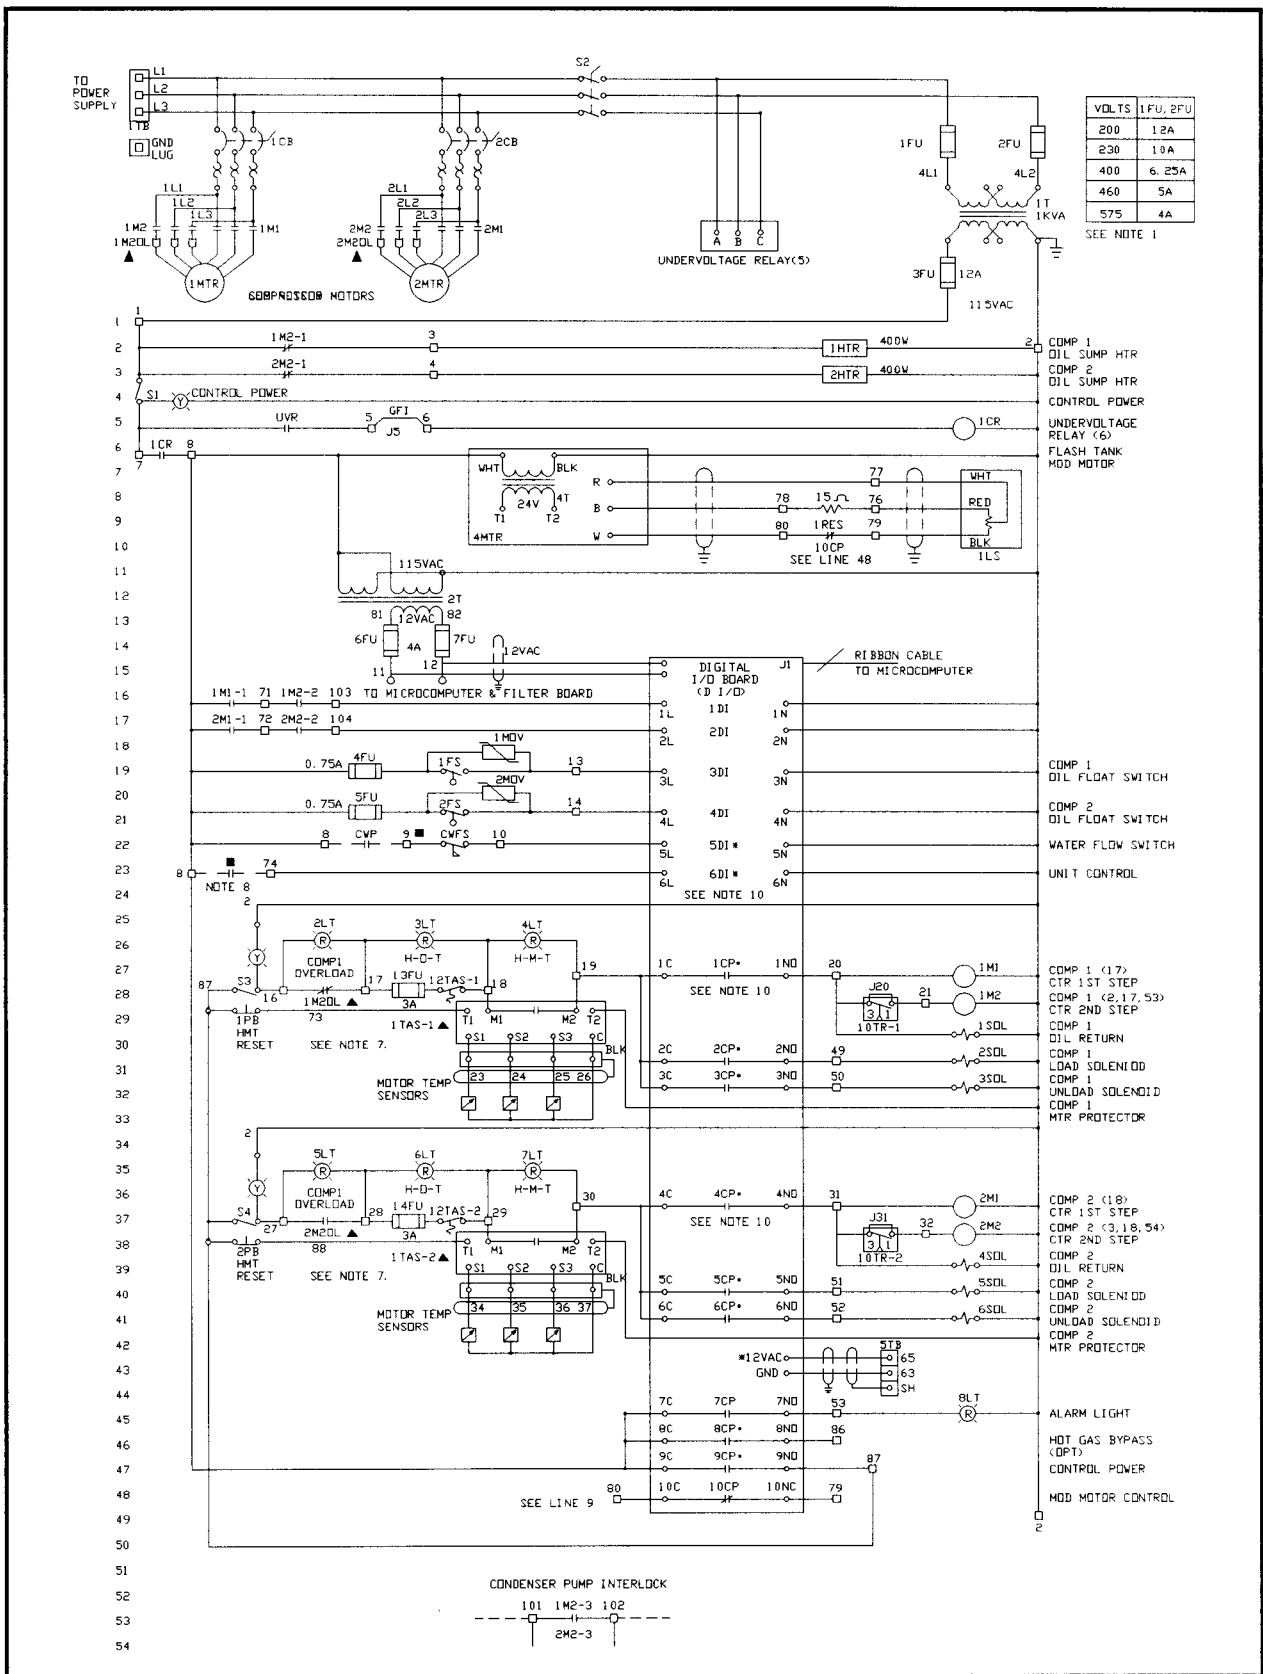 TO
POWER
SUPPLY
L1
L2
L3
1TB
GND
LUG
S2
1CB
2CB
1FU
2FU
4L1
4L2
1T
1KVA
VOLTS 1FU, 2FU
200 12A
230 10A
400 6.25A
460 5A
575 4A
SEE NOTE 1
1L1
1L2
1L3
1M2
1M1
1M2OL
1MTR
2L1
2L2
2L3
2M2
2M1
2M2OL
2MTR
MOTORS
A B C
UNDERVOLTAGE RELAY(5)
3FU 12A
115VAC
1 1
2 1M2-1 3 1HTR 400W 2 COMP 1
OIL SUMP HTR
3 2M2-1 4 2HTR 400W COMP 2
OIL SUMP HTR
4 S1 Y CONTROL POWER CONTROL POWER
5 UVR 5 GFI 6 J5 1CR UNDERVOLTAGE
RELAY (6)
6 7 1CR 8 FLASH TANK
MOD MOTOR
7 WHT BLK R 77 WHT
8 24V 4T B 78 15Ω 76 RED
9 T1 T2 4MTR W 80 1RES 79
10 10CP BLK
SEE LINE 48 1LS
11 115VAC
12 2T
13 81 12VAC 82
14 6FU 4A 7FU 12VAC
15 11 12 DIGITAL J1 RIBBON CABLE
I/O BOARD TO MICROCOMPUTER
(D I/O)
16 1M1-1 71 1M2-2 103 TO MICROCOMPUTER & FILTER BOARD 1L 1DI 1N
17 2M1-1 72 2M2-2 104 2L 2DI 2N
18 1MOV
19 0.75A 4FU 1FS 13 3L 3DI 3N COMP 1
OIL FLOAT SWITCH
20 2MOV
21 0.75A 5FU 2FS 14 4L 4DI 4N COMP 2
OIL FLOAT SWITCH
22 8 CWP 9 ■ CWFS 10 5L 5DI* 5N WATER FLOW SWITCH
23 8 ■ 74 6L 6DI* 6N UNIT CONTROL
NOTE 8
24 SEE NOTE 10
2
25 2LT 3LT 4LT
26 R R R
Y COMP1 H-O-T H-M-T
OVERLOAD
27 87 S3 17 13FU 12TAS-1 18 19 1C 1CP* 1NO 20 1M1 COMP 1 (17)
CTR 1ST STEP
28 16 1M2OL ▲ 3A SEE NOTE 10 J20 21 1M2 COMP 1 (2,17,53)
CTR 2ND STEP
29 1PB 73 1TAS-1 ▲ T1 M1 M2 T2 3 1 10TR-1 1SOL COMP 1
OIL RETURN
HMT
RESET
30 SEE NOTE 7. S1 S2 S3 C BLK 2C 2CP* 2NO 49 2SOL COMP 1
LOAD SOLENIOD
31 MOTOR TEMP 23 24 25 26 3C 3CP* 3NO 50 3SOL COMP 1
UNLOAD SOLENOID
32 SENSORS COMP 1
MTR PROTECTOR
33
34 2
35 5LT 6LT 7LT
R R R
36 Y COMP1 H-O-T H-M-T
OVERLOAD 30 4C 4CP* 4NO 31 2M1 COMP 2 (18)
CTR 1ST STEP
37 S4 27 28 14FU 12TAS-2 29 SEE NOTE 10 J31 32 2M2 COMP 2 (3,18,54)
CTR 2ND STEP
2M2OL ▲ 3A
38 2PB 88 1TAS-2 ▲ T1 M1 M2 T2 3 1 10TR-2 4SOL COMP 2
OIL RETURN
HMT
RESET
39 SEE NOTE 7. S1 S2 S3 C BLK
40 5C 5CP* 5NO 51 5SOL COMP 2
LOAD SOLENIOD
41 MOTOR TEMP 34 35 36 37 6C 6CP* 6NO 52 6SOL COMP 2
UNLOAD SOLENOID
SENSORS
42 5TB COMP 2
MTR PROTECTOR
43 *12VAC 65
GND 63
44 SH
45 7C 7CP 7NO 53 8LT R ALARM LIGHT
46 8C 8CP* 8NO 86 HOT GAS BYPASS
(OPT)
47 9C 9CP* 9NO 87 CONTROL POWER
48 SEE LINE 9 80 10C 10CP 10NC 79 MOD MOTOR CONTROL
49 2
50
51
CONDENSER PUMP INTERLOCK
52
101 1M2-3 102
53
2M2-3
54